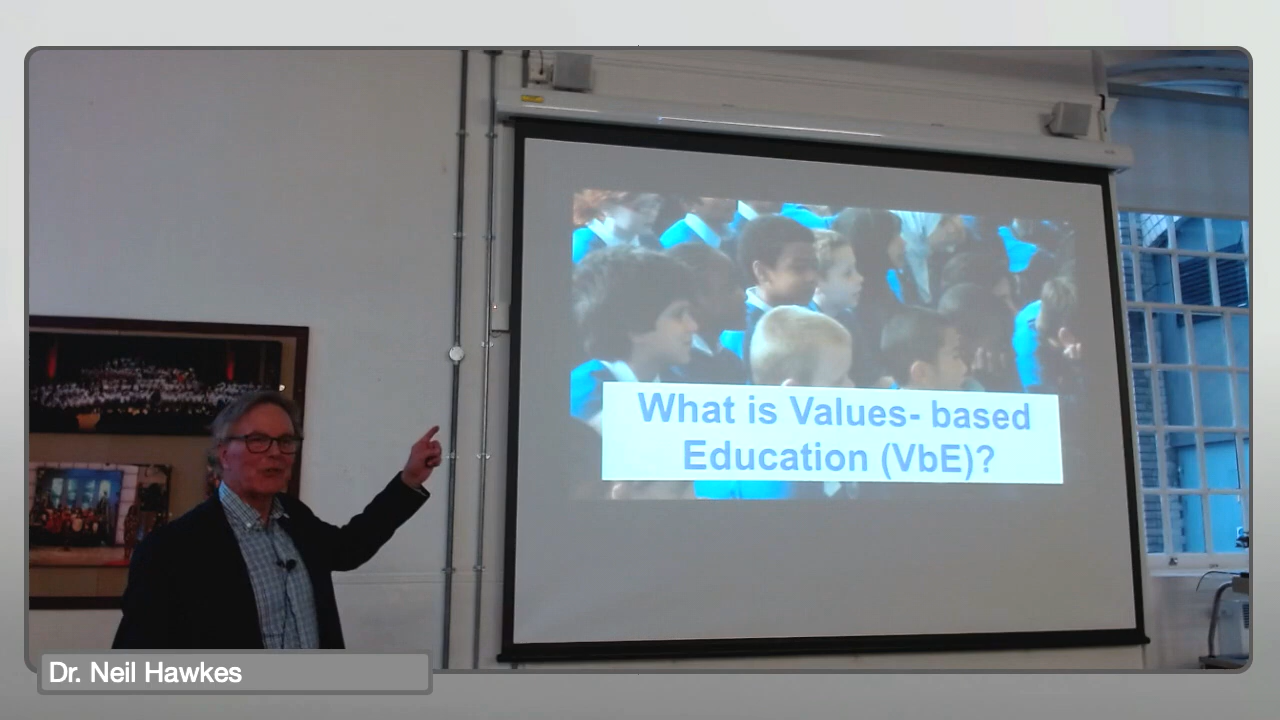 What is Values- based
Education (VbE)?
Dr. Neil Hawkes